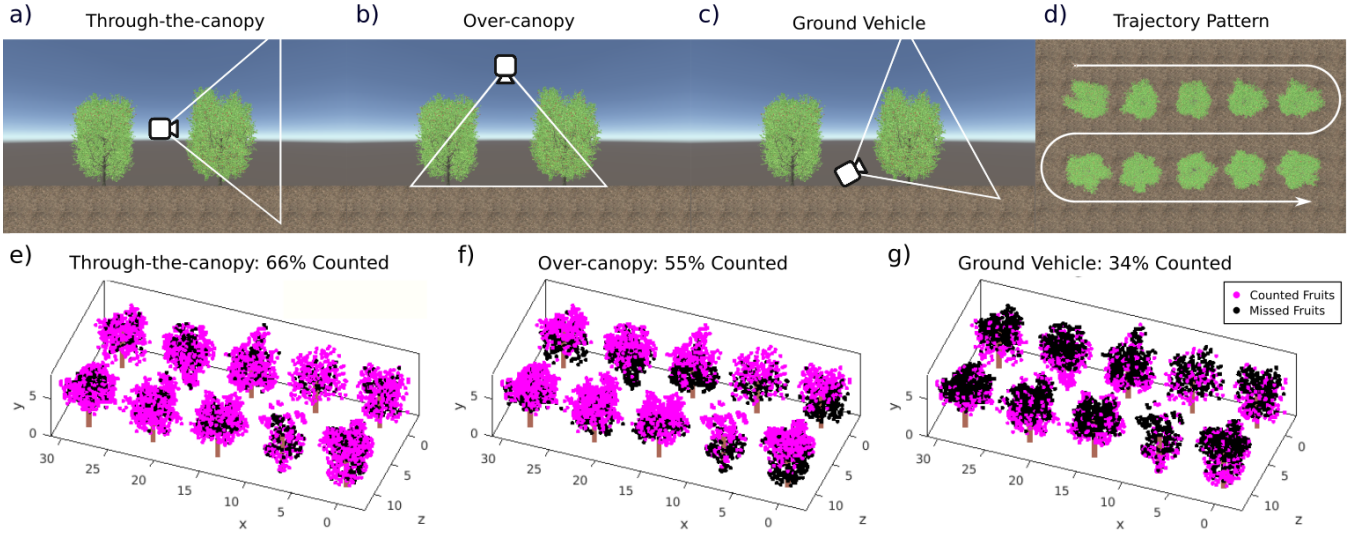 a) Through-the-canopy
b) Over-canopy
c) Ground Vehicle
d) Trajectory Pattern
e) Through-the-canopy: 66% Counted
5
0
y
30
25
20
15
10
5
0
x
0
5
10
z
f) Over-canopy: 55% Counted
5
0
y
30
25
20
15
10
5
0
x
0
5
10
z
g) Ground Vehicle: 34% Counted
Counted Fruits
Missed Fruits
5
0
y
30
25
20
15
10
5
0
x
0
5
10
z